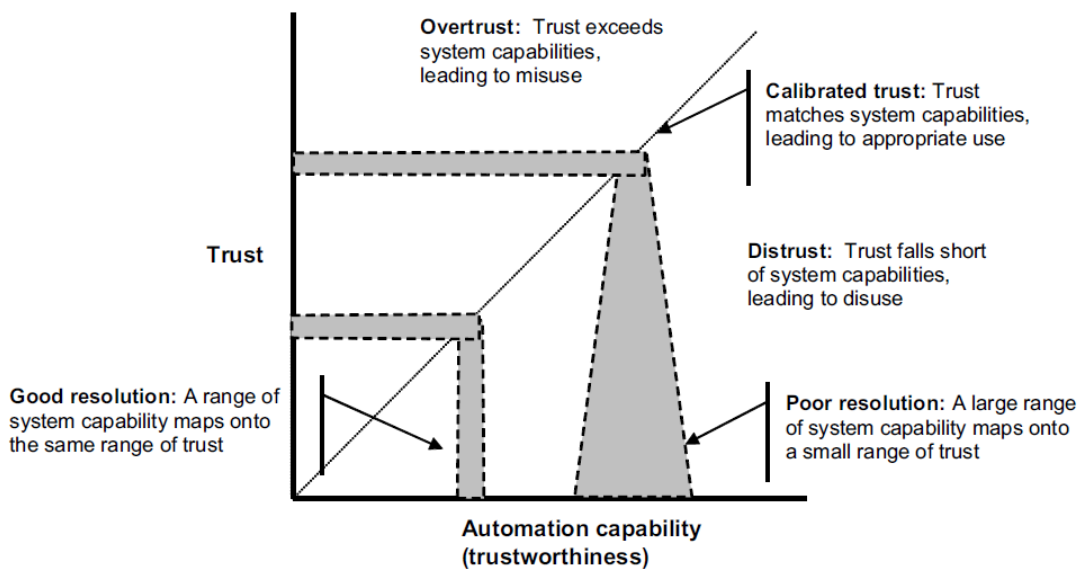 Overtrust: Trust exceeds
system capabilities,
leading to misuse
Calibrated trust: Trust
matches system capabilities,
leading to appropriate use
Trust
Distrust: Trust falls short
of system capabilities,
leading to disuse
Good resolution: A range of
system capability maps onto
the same range of trust
Poor resolution: A large range
of system capability maps onto
a small range of trust
Automation capability
(trustworthiness)